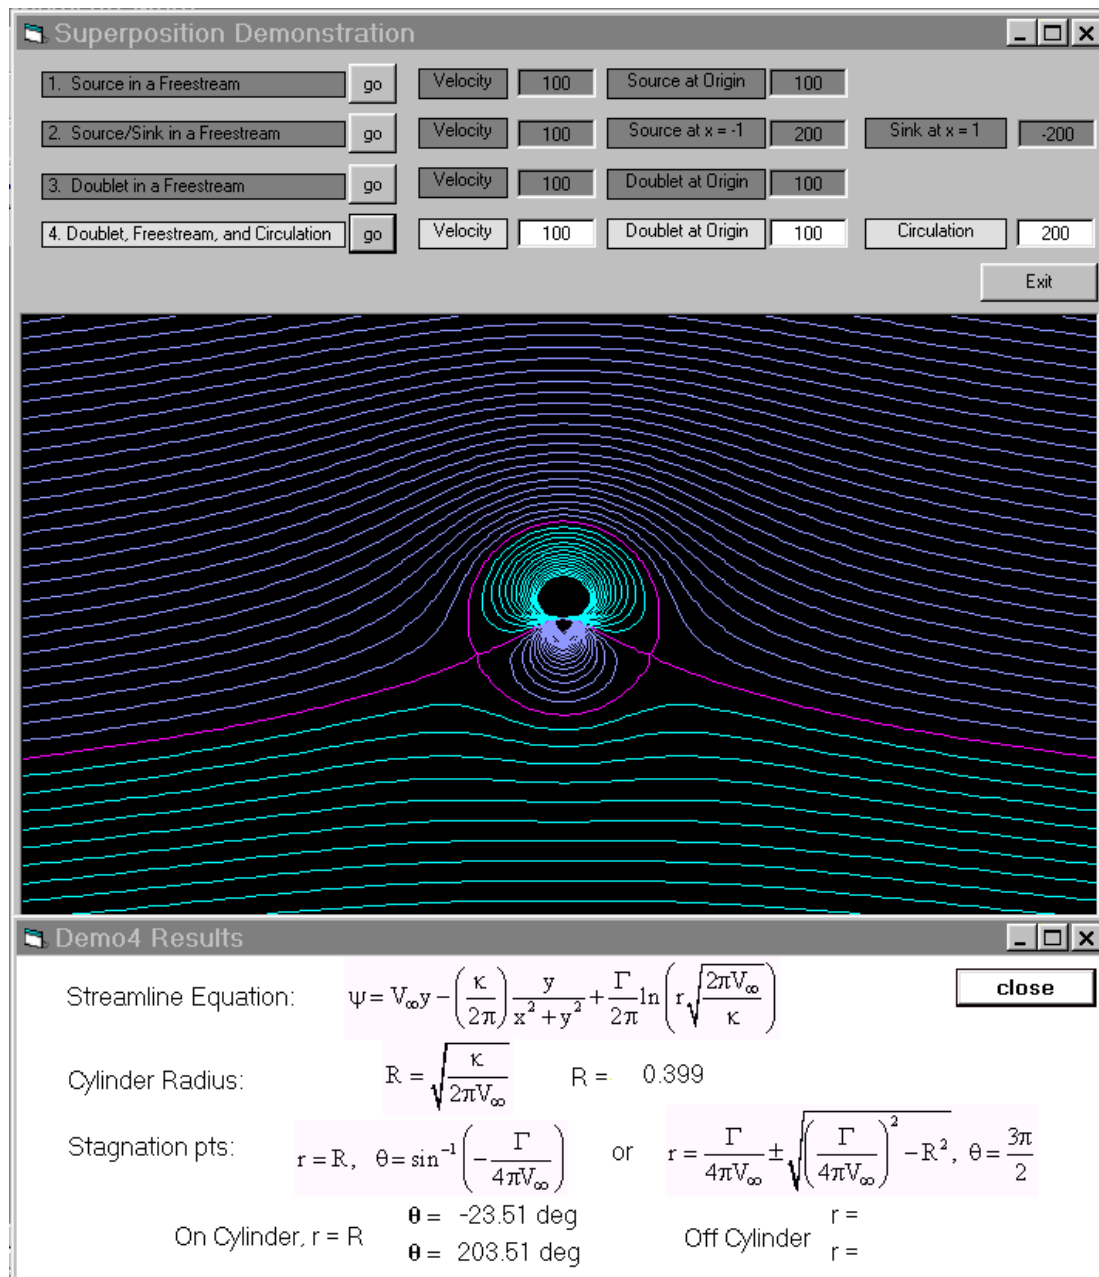 Superposition Demonstration
1. Source in a Freestream go Velocity 100 Source at Origin 100
2. Source/Sink in a Freestream go Velocity 100 Source at x = -1 200 Sink at x = 1 -200
3. Doublet in a Freestream go Velocity 100 Doublet at Origin 100
4. Doublet, Freestream, and Circulation go Velocity 100 Doublet at Origin 100 Circulation 200
Exit
Demo4 Results
close
Streamline Equation: ψ = V∞y − (κ/2π) y/(x² + y²) + Γ/2π ln(r√(2πV∞/κ))
Cylinder Radius: R = √(κ/2πV∞) R = 0.399
Stagnation pts: r = R, θ = sin⁻¹(−Γ/4πV∞) or r = Γ/4πV∞ ± √((Γ/4πV∞)² − R²), θ = 3π/2
On Cylinder, r = R θ = -23.51 deg Off Cylinder r =
θ = 203.51 deg r =